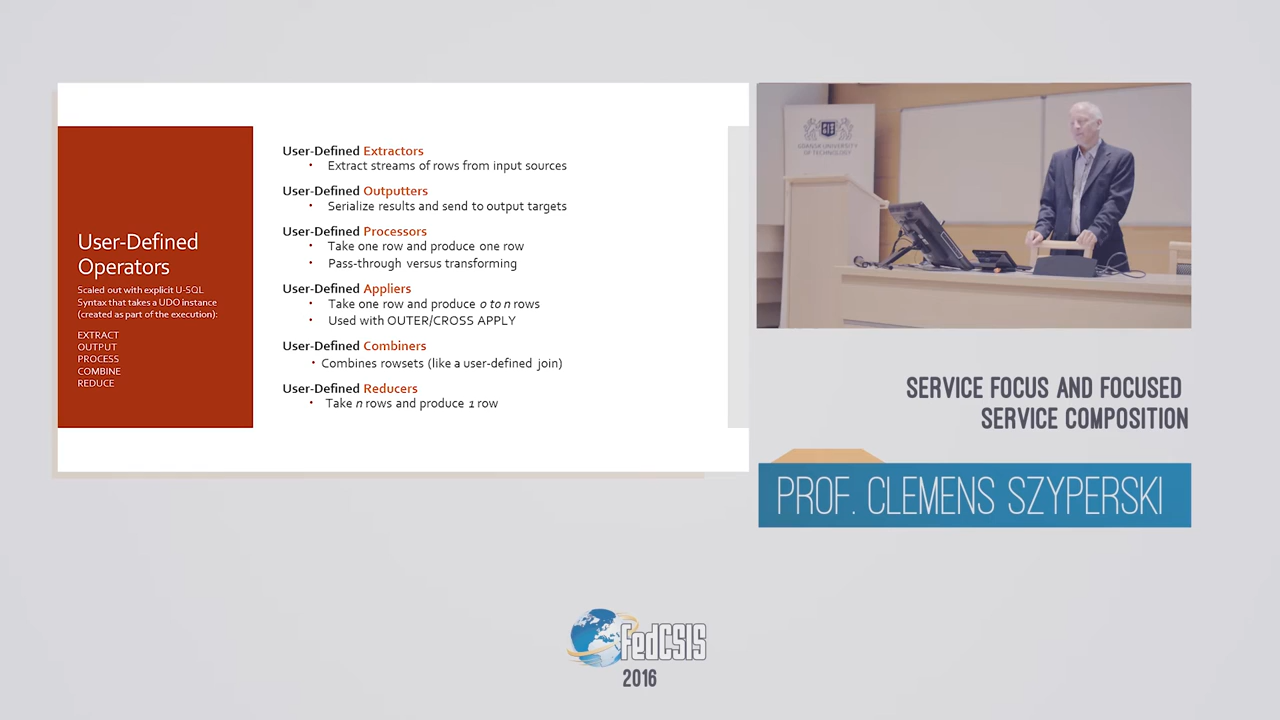 User-Defined
Operators
Scaled out with explicit U-SQL
Syntax that takes a UDO instance
(created as part of the execution):
EXTRACT
OUTPUT
PROCESS
COMBINE
REDUCE
User-Defined Extractors
• Extract streams of rows from input sources
User-Defined Outputters
• Serialize results and send to output targets
User-Defined Processors
• Take one row and produce one row
• Pass-through versus transforming
User-Defined Appliers
• Take one row and produce 0 to n rows
• Used with OUTER/CROSS APPLY
User-Defined Combiners
• Combines rowsets (like a user-defined join)
User-Defined Reducers
• Take n rows and produce 1 row
GDAŃSK UNIVERSITY
OF TECHNOLOGY
SERVICE FOCUS AND FOCUSED
SERVICE COMPOSITION
PROF. CLEMENS SZYPERSKI
FedCSIS
2016